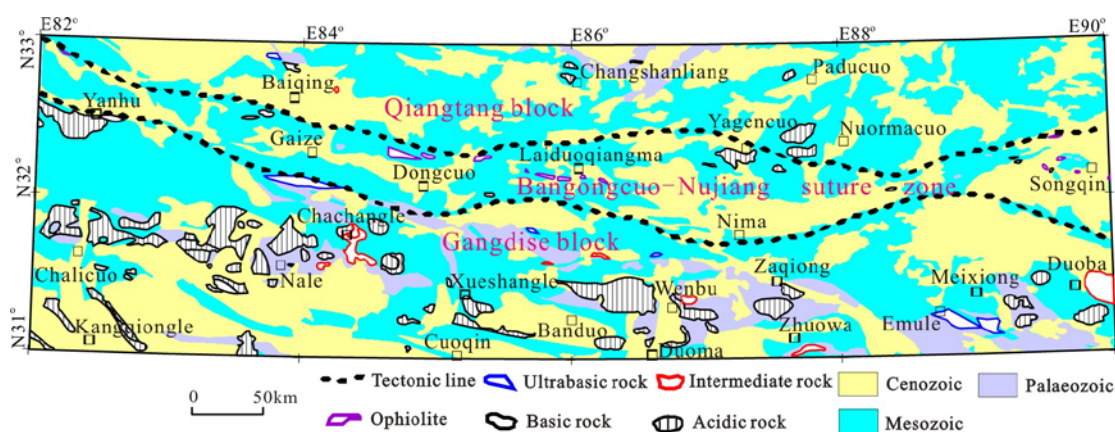 E82° E84° E86° E88° E90°
N33°
Changshanliang
Paducuo
Baiqing
Qiangtang block
Yanhu
Yagencuo
Nuormacuo
Gaize
Laiduoqiangma
N32°
Dongcuo
Bangongcuo-Nujiang suture zone
Songqin
Chachangle
Nima
Gangdise block
Chalicuo
Nale
Xueshangle
Zaqiong
Meixiong
Duoba
Wenbu
N31°
Kangqiongle
Banduo
Zhuowa
Emule
Cuoqin
Duoma
0 50km
Tectonic line
Ultrabasic rock
Intermediate rock
Cenozoic
Palaeozoic
Ophiolite
Basic rock
Acidic rock
Mesozoic